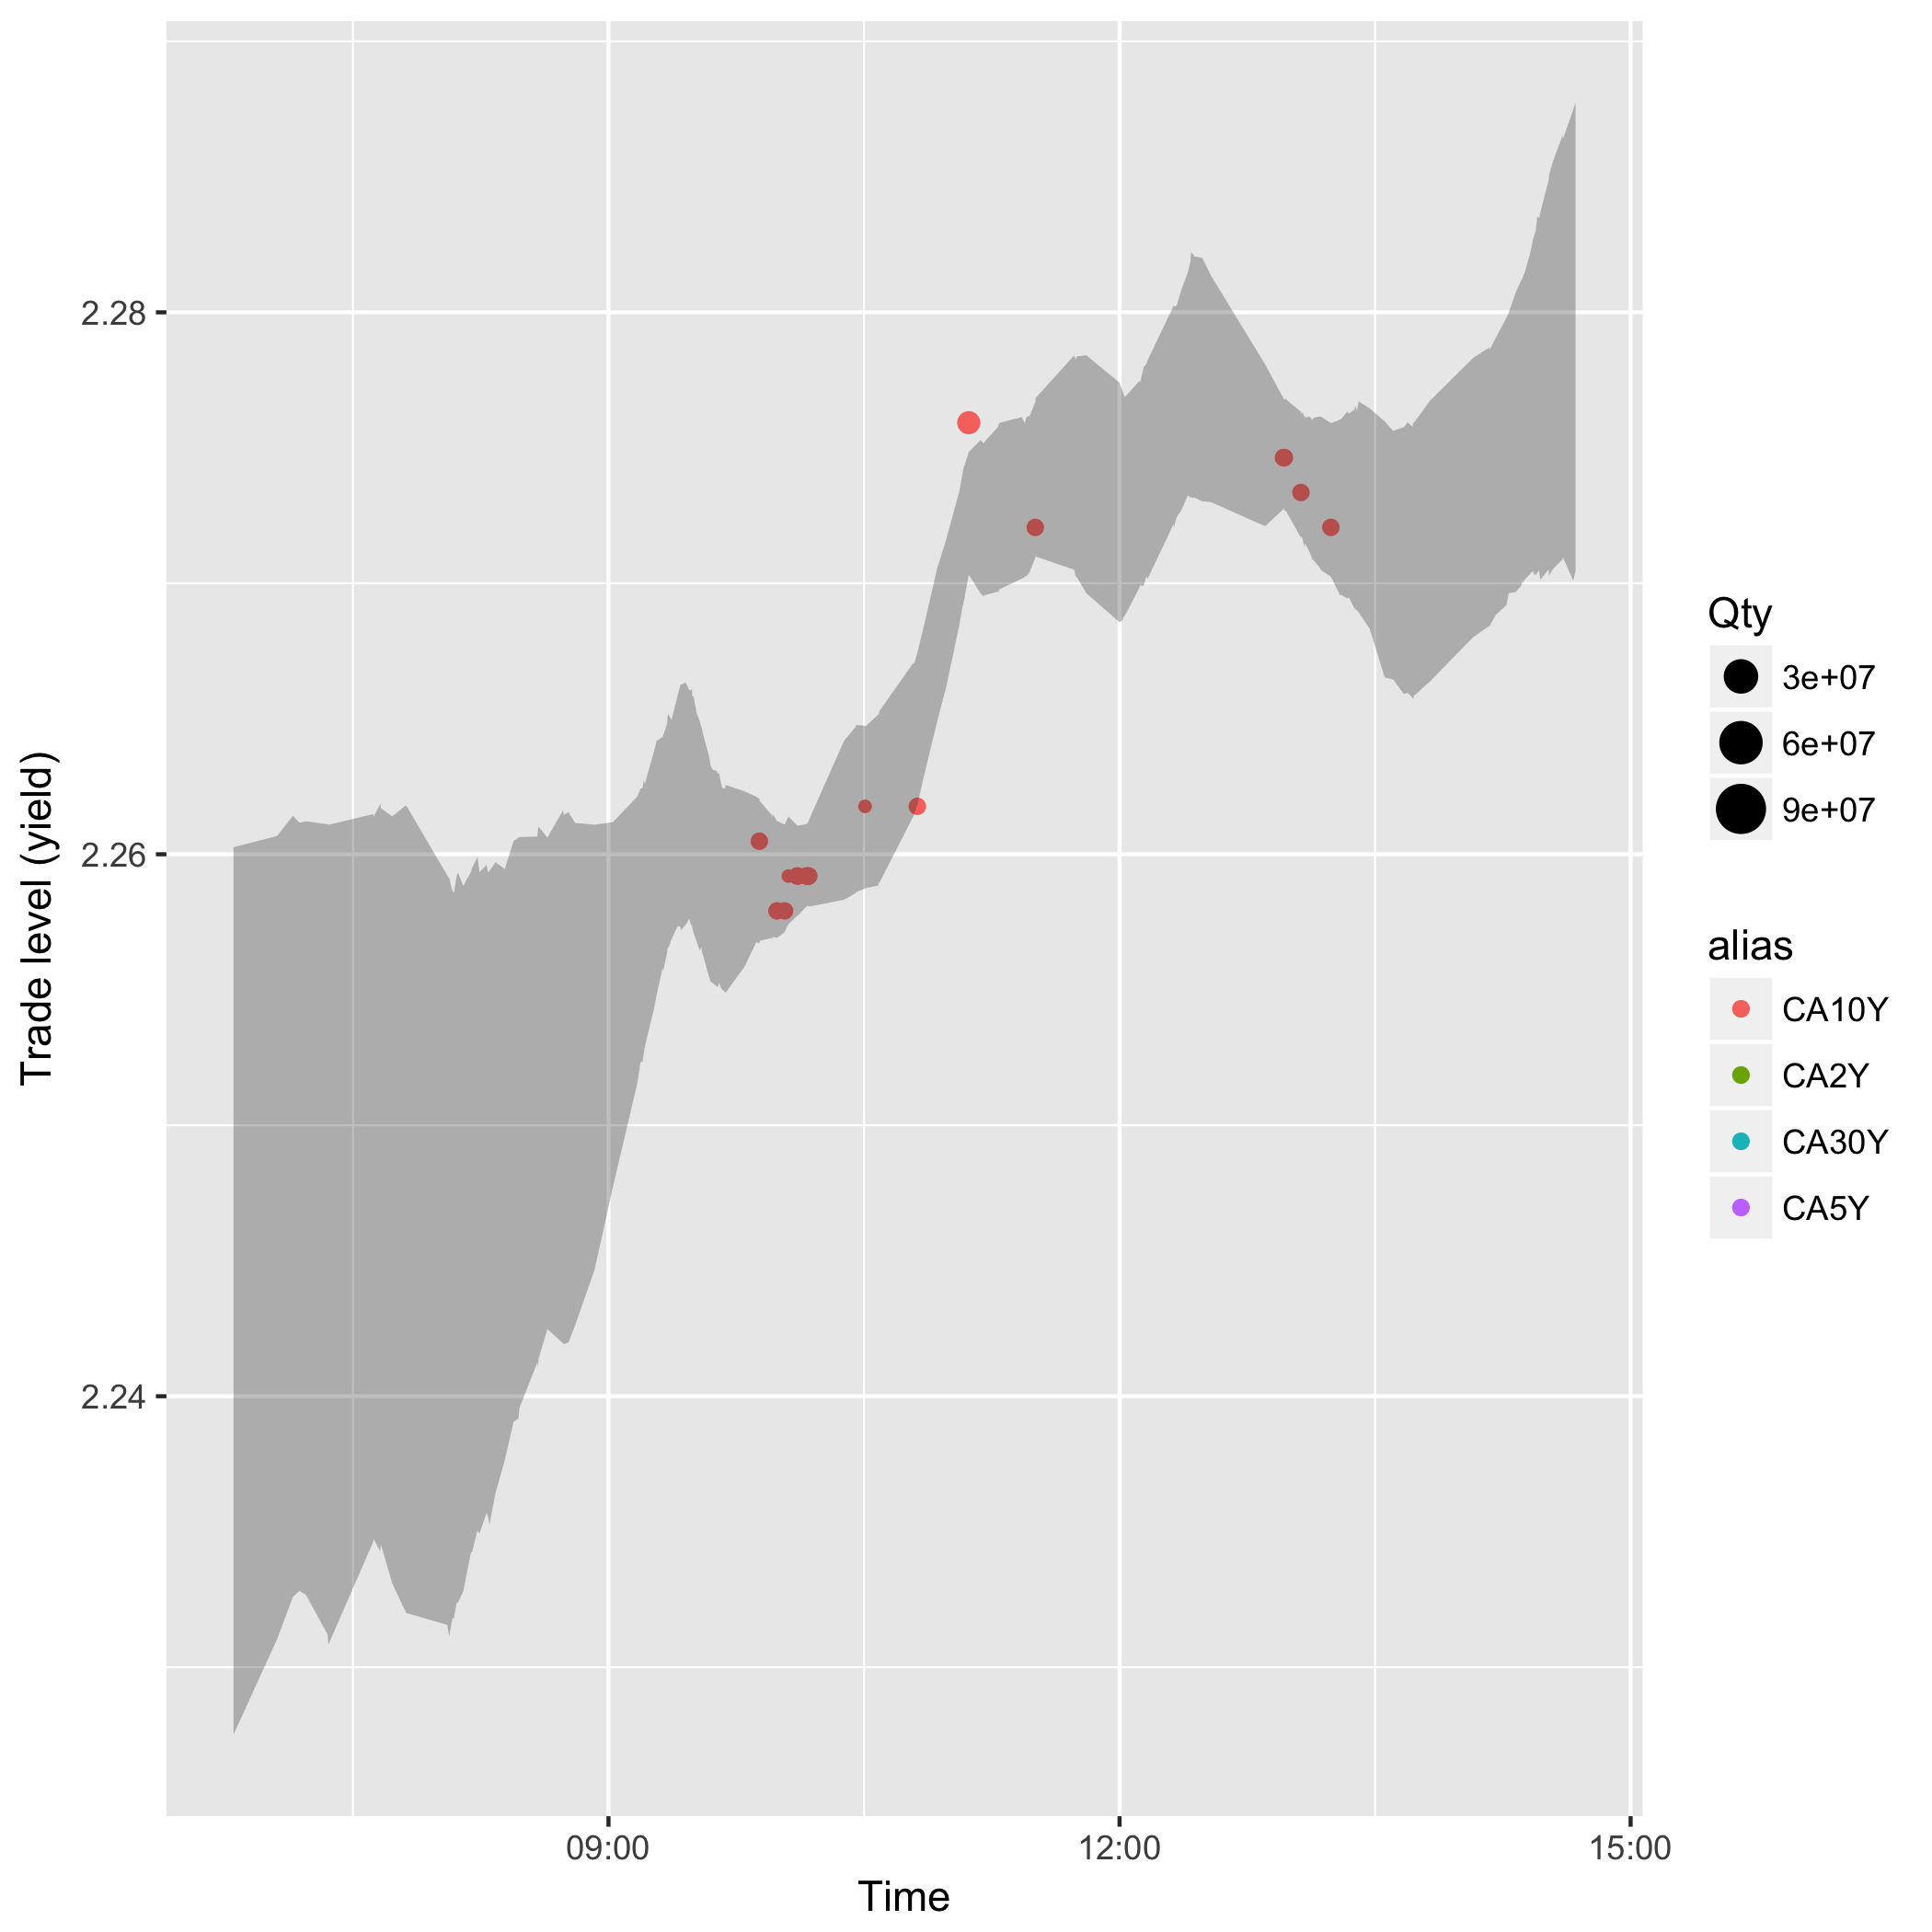 Trade level (yield)
2.28
2.26
2.24
09:00
12:00
15:00
Time
Qty
3e+07
6e+07
9e+07
alias
CA10Y
CA2Y
CA30Y
CA5Y